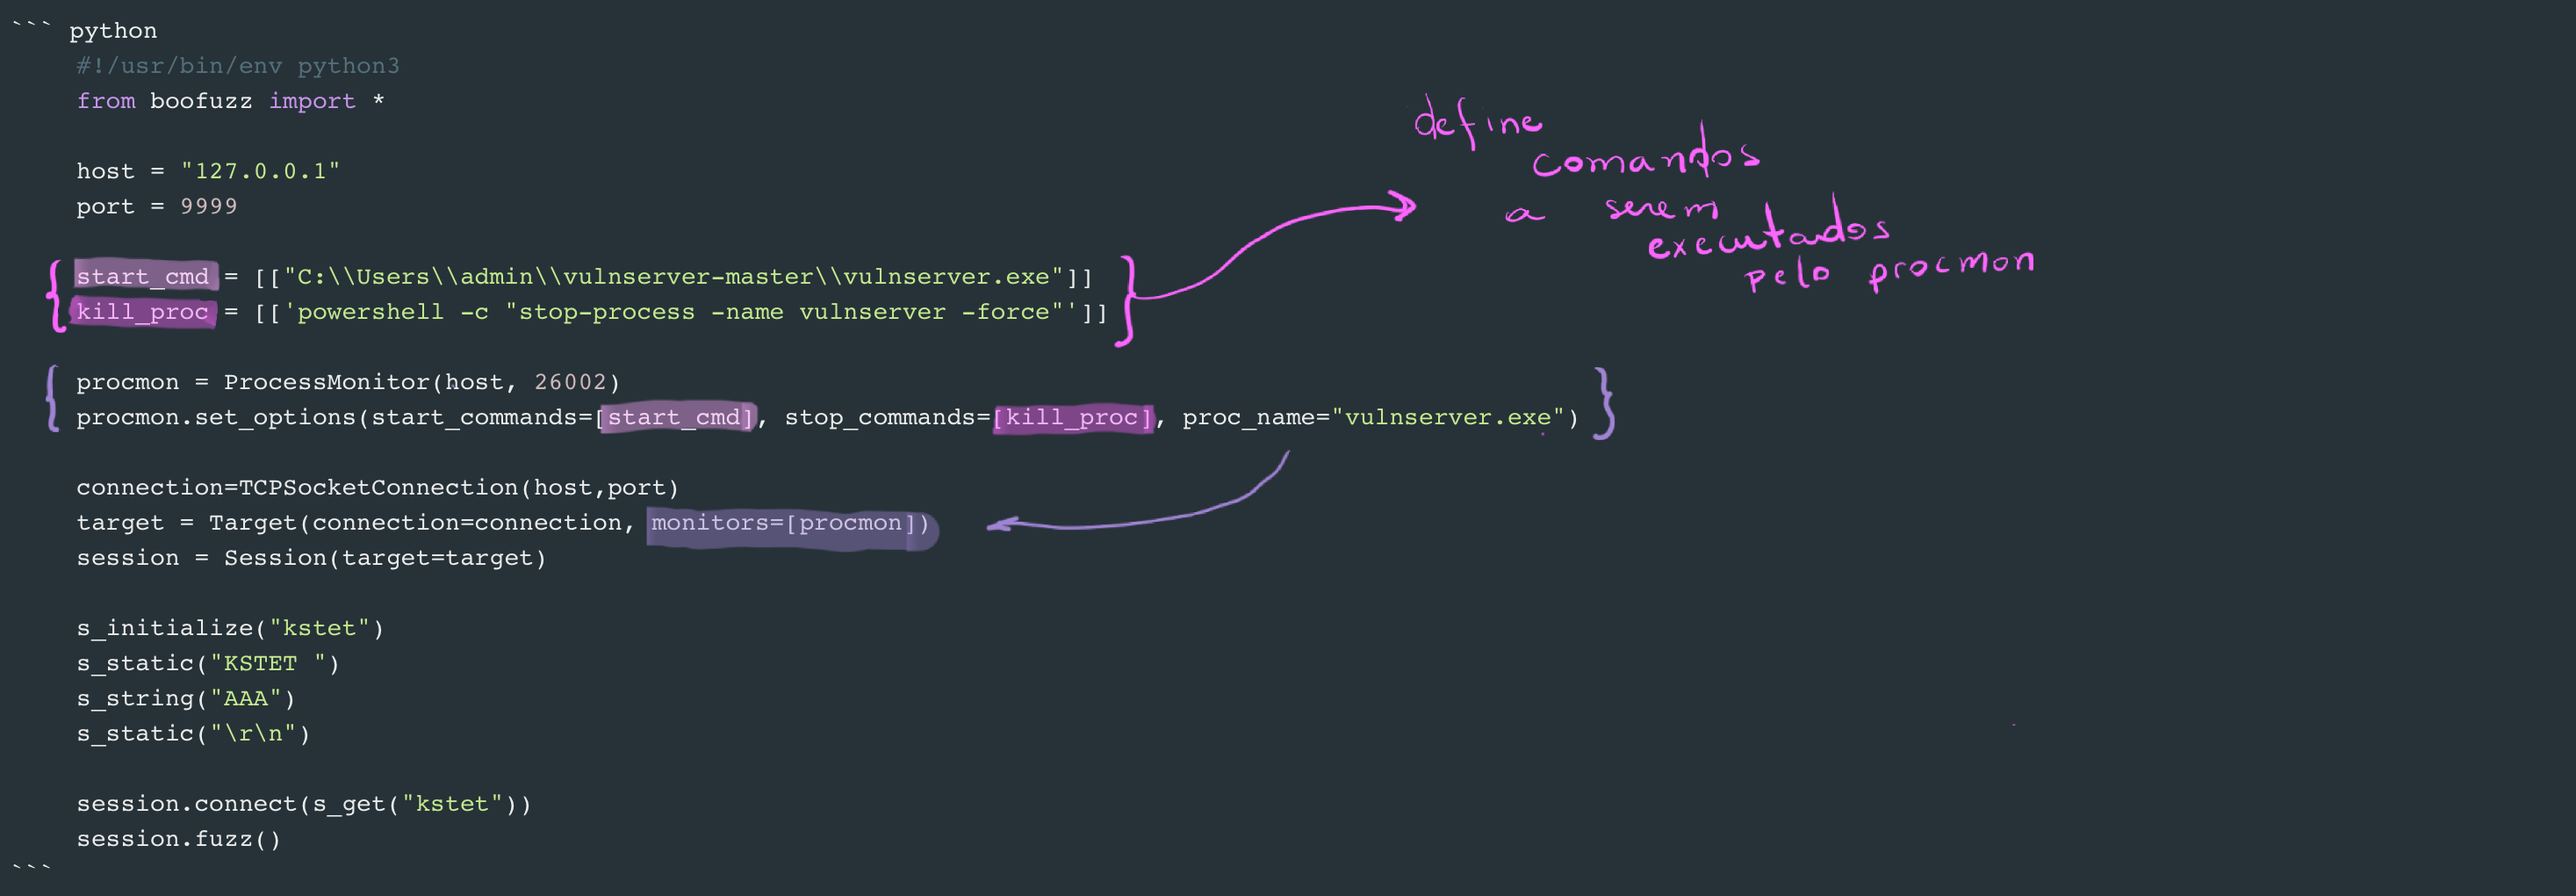 ``` python
#!/usr/bin/env python3
from boofuzz import *
host = "127.0.0.1"
port = 9999
start_cmd = [["C:\\Users\\admin\\vulnserver-master\\vulnserver.exe"]]
kill_proc = [['powershell -c "stop-process -name vulnserver -force"']]
define
comandos
a serem
executados
pelo procmon
procmon = ProcessMonitor(host, 26002)
procmon.set_options(start_commands=[start_cmd], stop_commands=[kill_proc], proc_name="vulnserver.exe")
connection=TCPSocketConnection(host,port)
target = Target(connection=connection, monitors=[procmon])
session = Session(target=target)
s_initialize("kstet")
s_static("KSTET ")
s_string("AAA")
s_static("\r\n")
session.connect(s_get("kstet"))
session.fuzz()
```